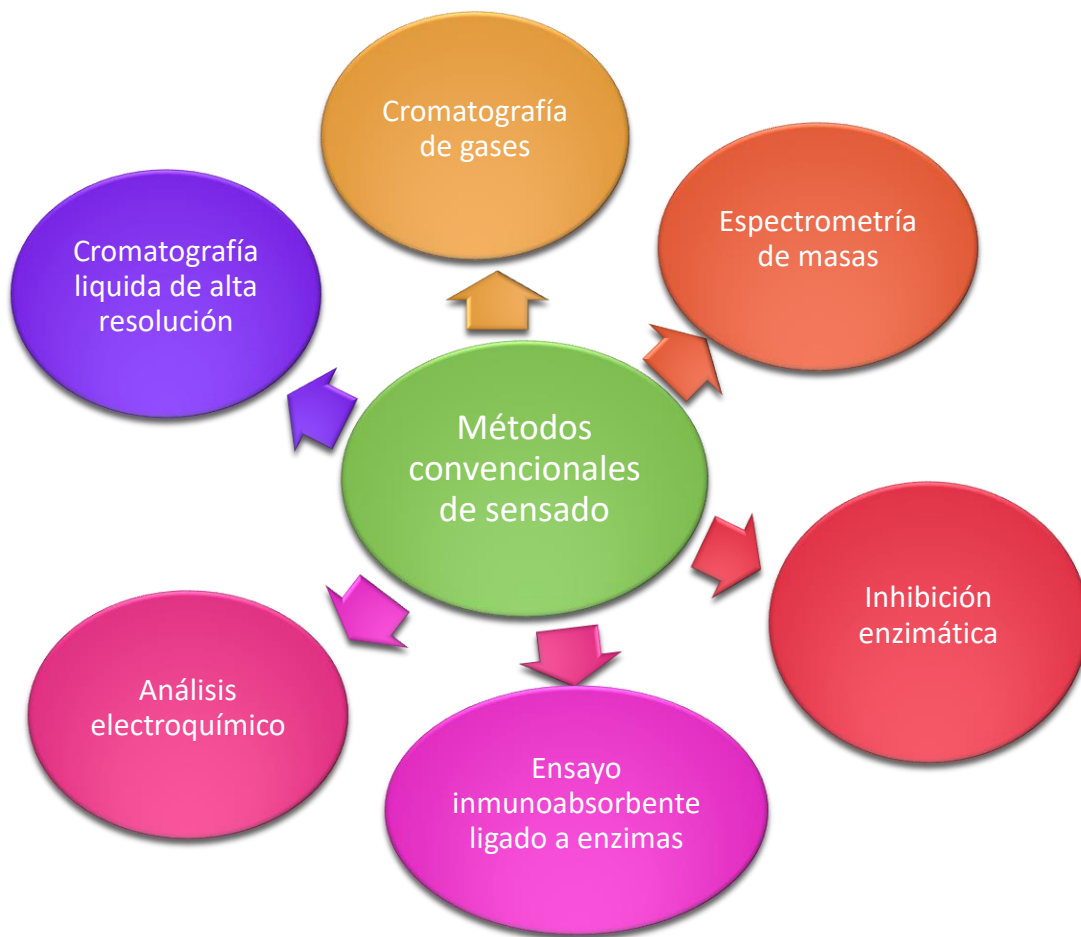 Cromatografía
de gases
Espectrometría
de masas
Cromatografía
liquida de alta
resolución
Métodos
convencionales
de sensado
Inhibición
enzimática
Análisis
electroquímico
Ensayo
inmunoabsorbente
ligado a enzimas